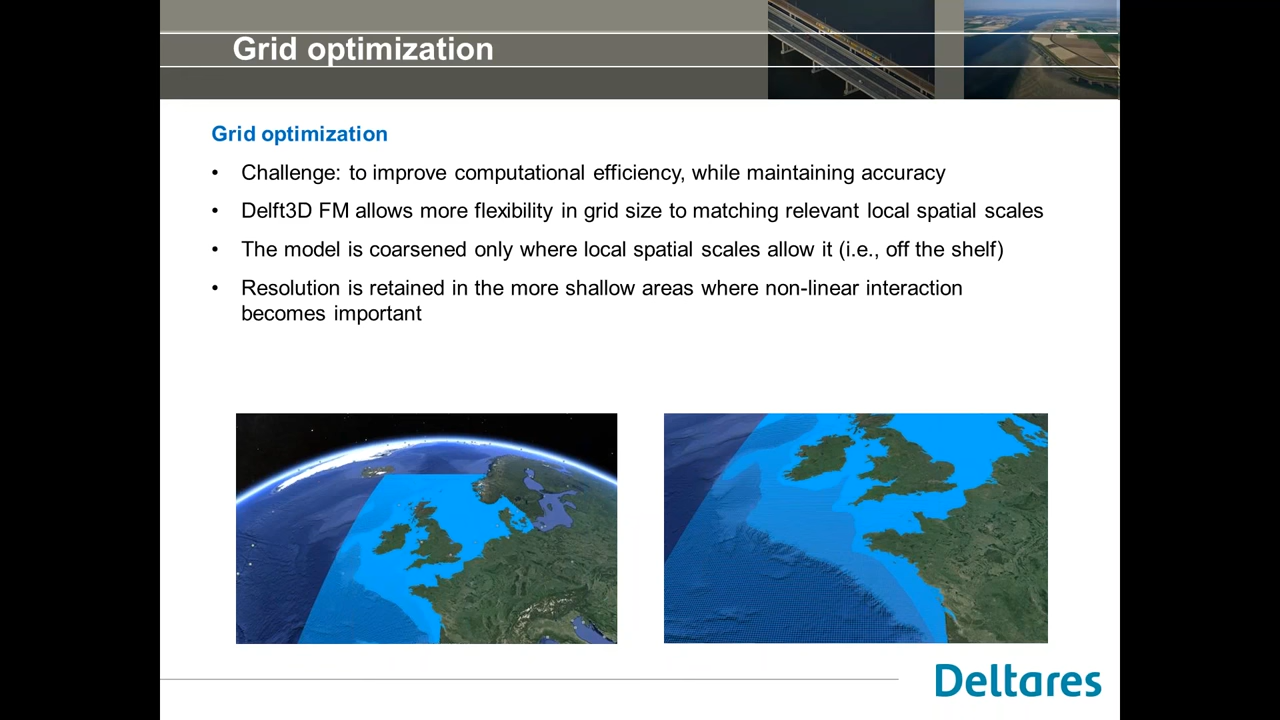 Grid optimization
Grid optimization
• Challenge: to improve computational efficiency, while maintaining accuracy
• Delft3D FM allows more flexibility in grid size to matching relevant local spatial scales
• The model is coarsened only where local spatial scales allow it (i.e., off the shelf)
• Resolution is retained in the more shallow areas where non-linear interaction
becomes important
Deltares